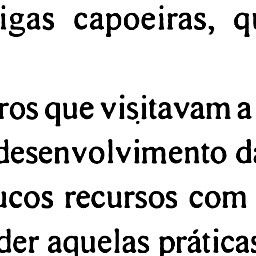 igas capoeiras, qu
ros que visitavam a
desenvolvimento da
ucos recursos com
der aquelas práticas